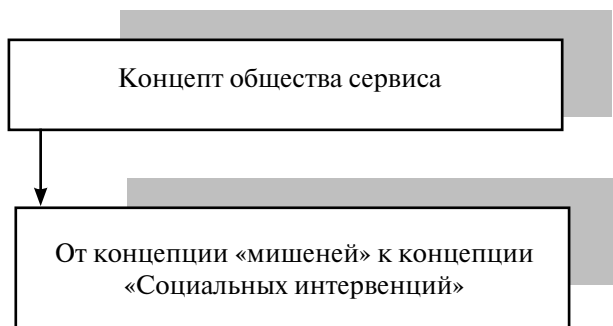 Концепт общества сервиса
От концепции «мишеней» к концепции
«Социальных интервенций»